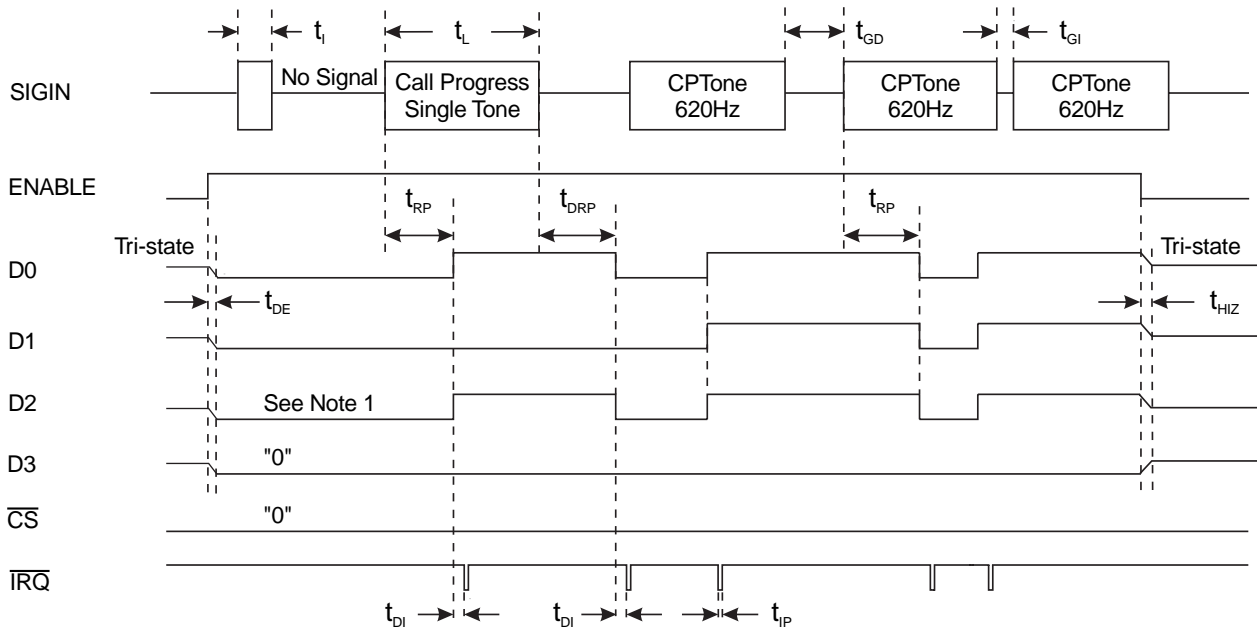 tI
tL
tGD
tGI
SIGIN
No Signal
Call Progress
Single Tone
CPTone
620Hz
CPTone
620Hz
CPTone
620Hz
ENABLE
tRP
tDRP
tRP
Tri-state
Tri-state
D0
tDE
tHIZ
D1
See Note 1
D2
D3
"0"
CS
"0"
IRQ
tDI
tDI
tIP